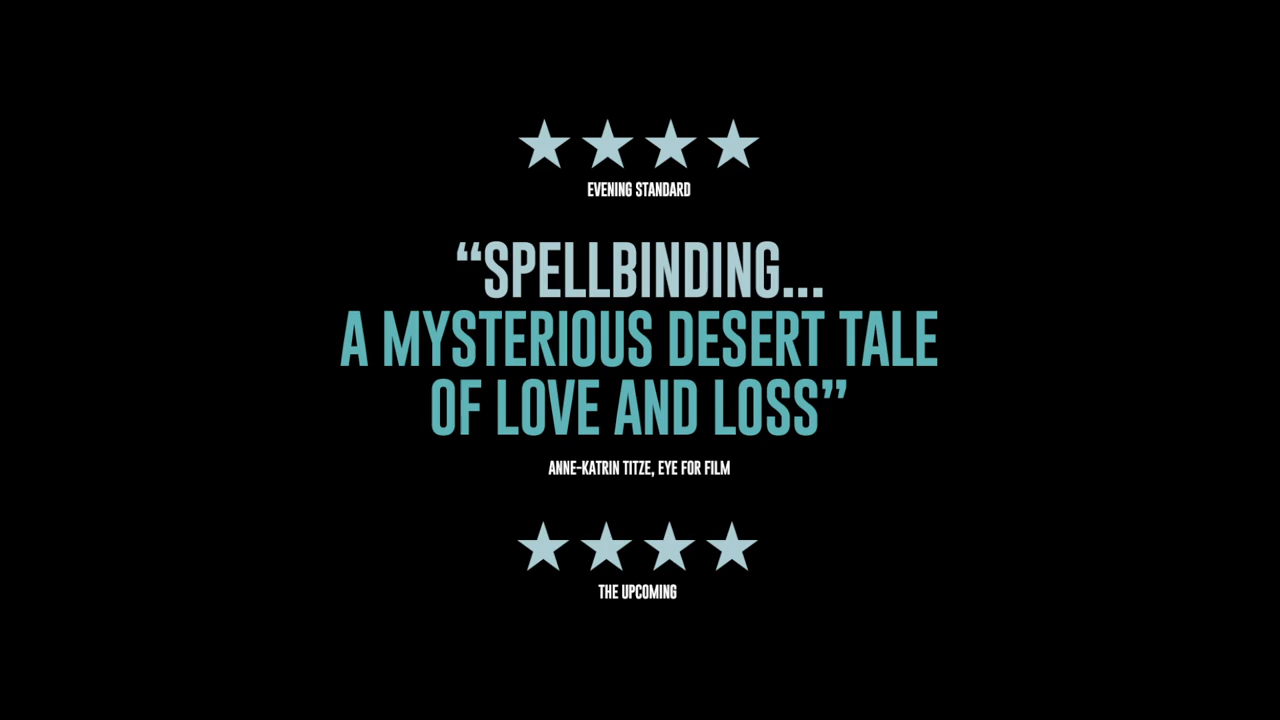 ★★★★
EVENING STANDARD
“SPELLBINDING...
A MYSTERIOUS DESERT TALE
OF LOVE AND LOSS”
ANNE-KATRIN TITZE, EYE FOR FILM
★★★★
THE UPCOMING